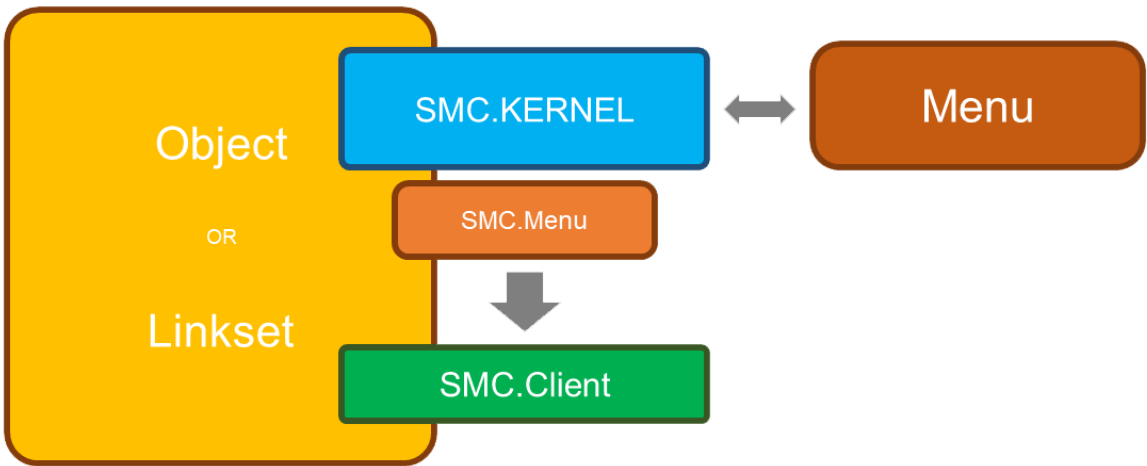 Object
OR
Linkset
SMC.KERNEL
SMC.Menu
SMC.Client
Menu